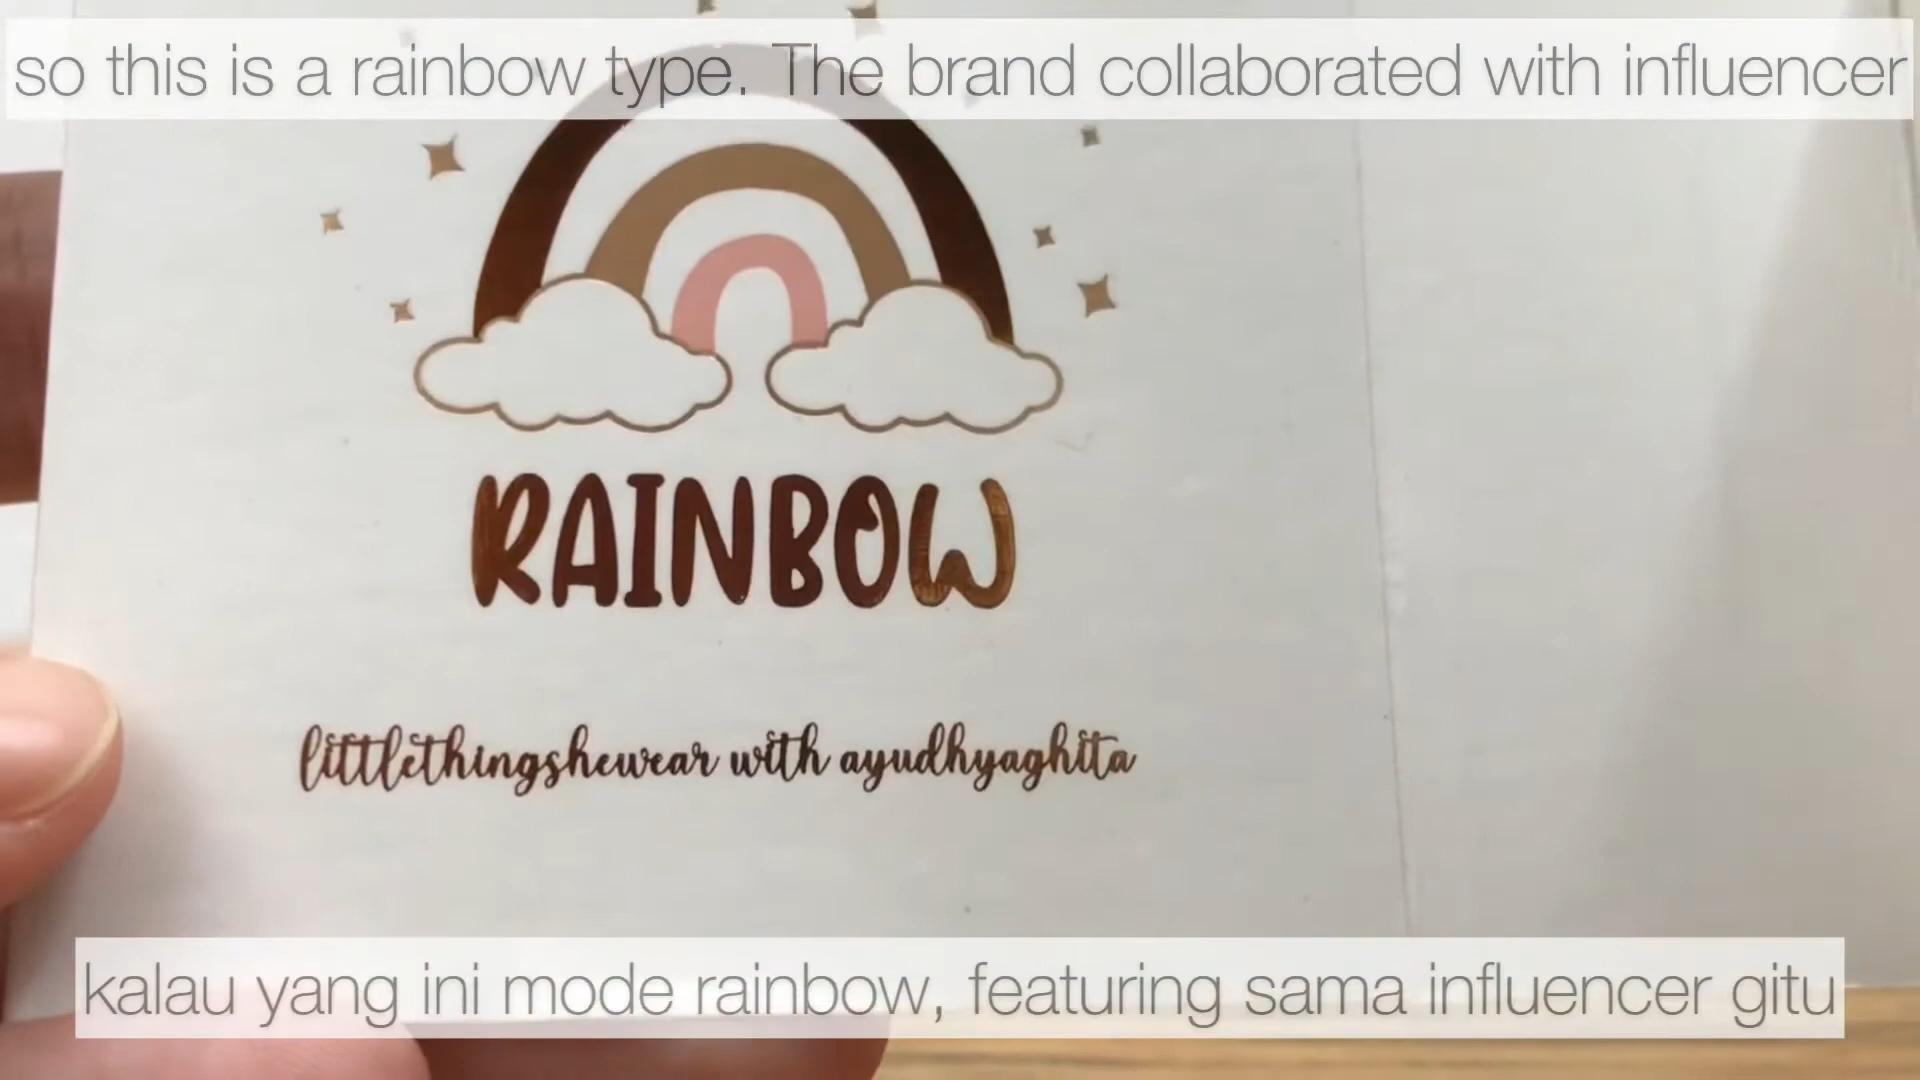 so this is a rainbow type. The brand collaborated with influencer
RAINBOW
littlethingshewear with ayudhyaghita
kalau yang ini mode rainbow, featuring sama influencer gitu